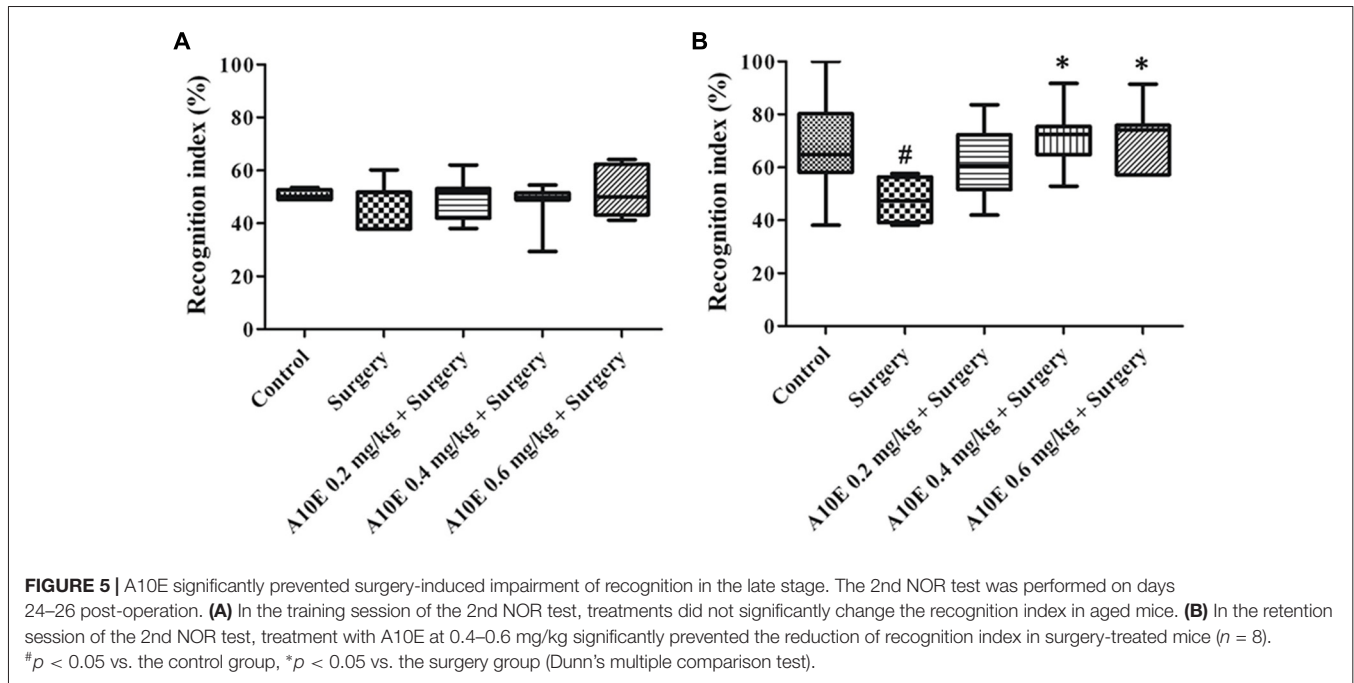 A
B
Recognition index (%)
100
80
60
40
20
0
Control
Surgery
A10E 0.2 mg/kg + Surgery
A10E 0.4 mg/kg + Surgery
A10E 0.6 mg/kg + Surgery
Recognition index (%)
100
80
60
40
20
0
#
*
*
Control
Surgery
A10E 0.2 mg/kg + Surgery
A10E 0.4 mg/kg + Surgery
A10E 0.6 mg/kg + Surgery
FIGURE 5 | A10E significantly prevented surgery-induced impairment of recognition in the late stage. The 2nd NOR test was performed on days
24–26 post-operation. (A) In the training session of the 2nd NOR test, treatments did not significantly change the recognition index in aged mice. (B) In the retention
session of the 2nd NOR test, treatment with A10E at 0.4–0.6 mg/kg significantly prevented the reduction of recognition index in surgery-treated mice (n = 8).
#p < 0.05 vs. the control group, *p < 0.05 vs. the surgery group (Dunn's multiple comparison test).